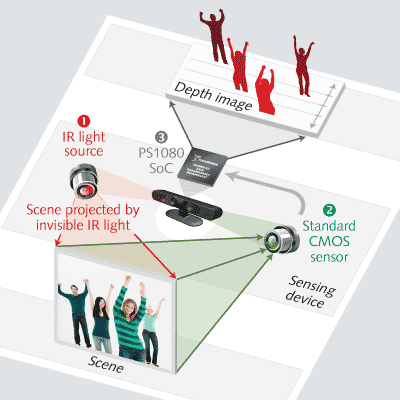 Depth image
1
IR light
source
3
PS1080
SoC
Scene projected by
invisible IR light
2
Standard
CMOS
sensor
Sensing
device
Scene